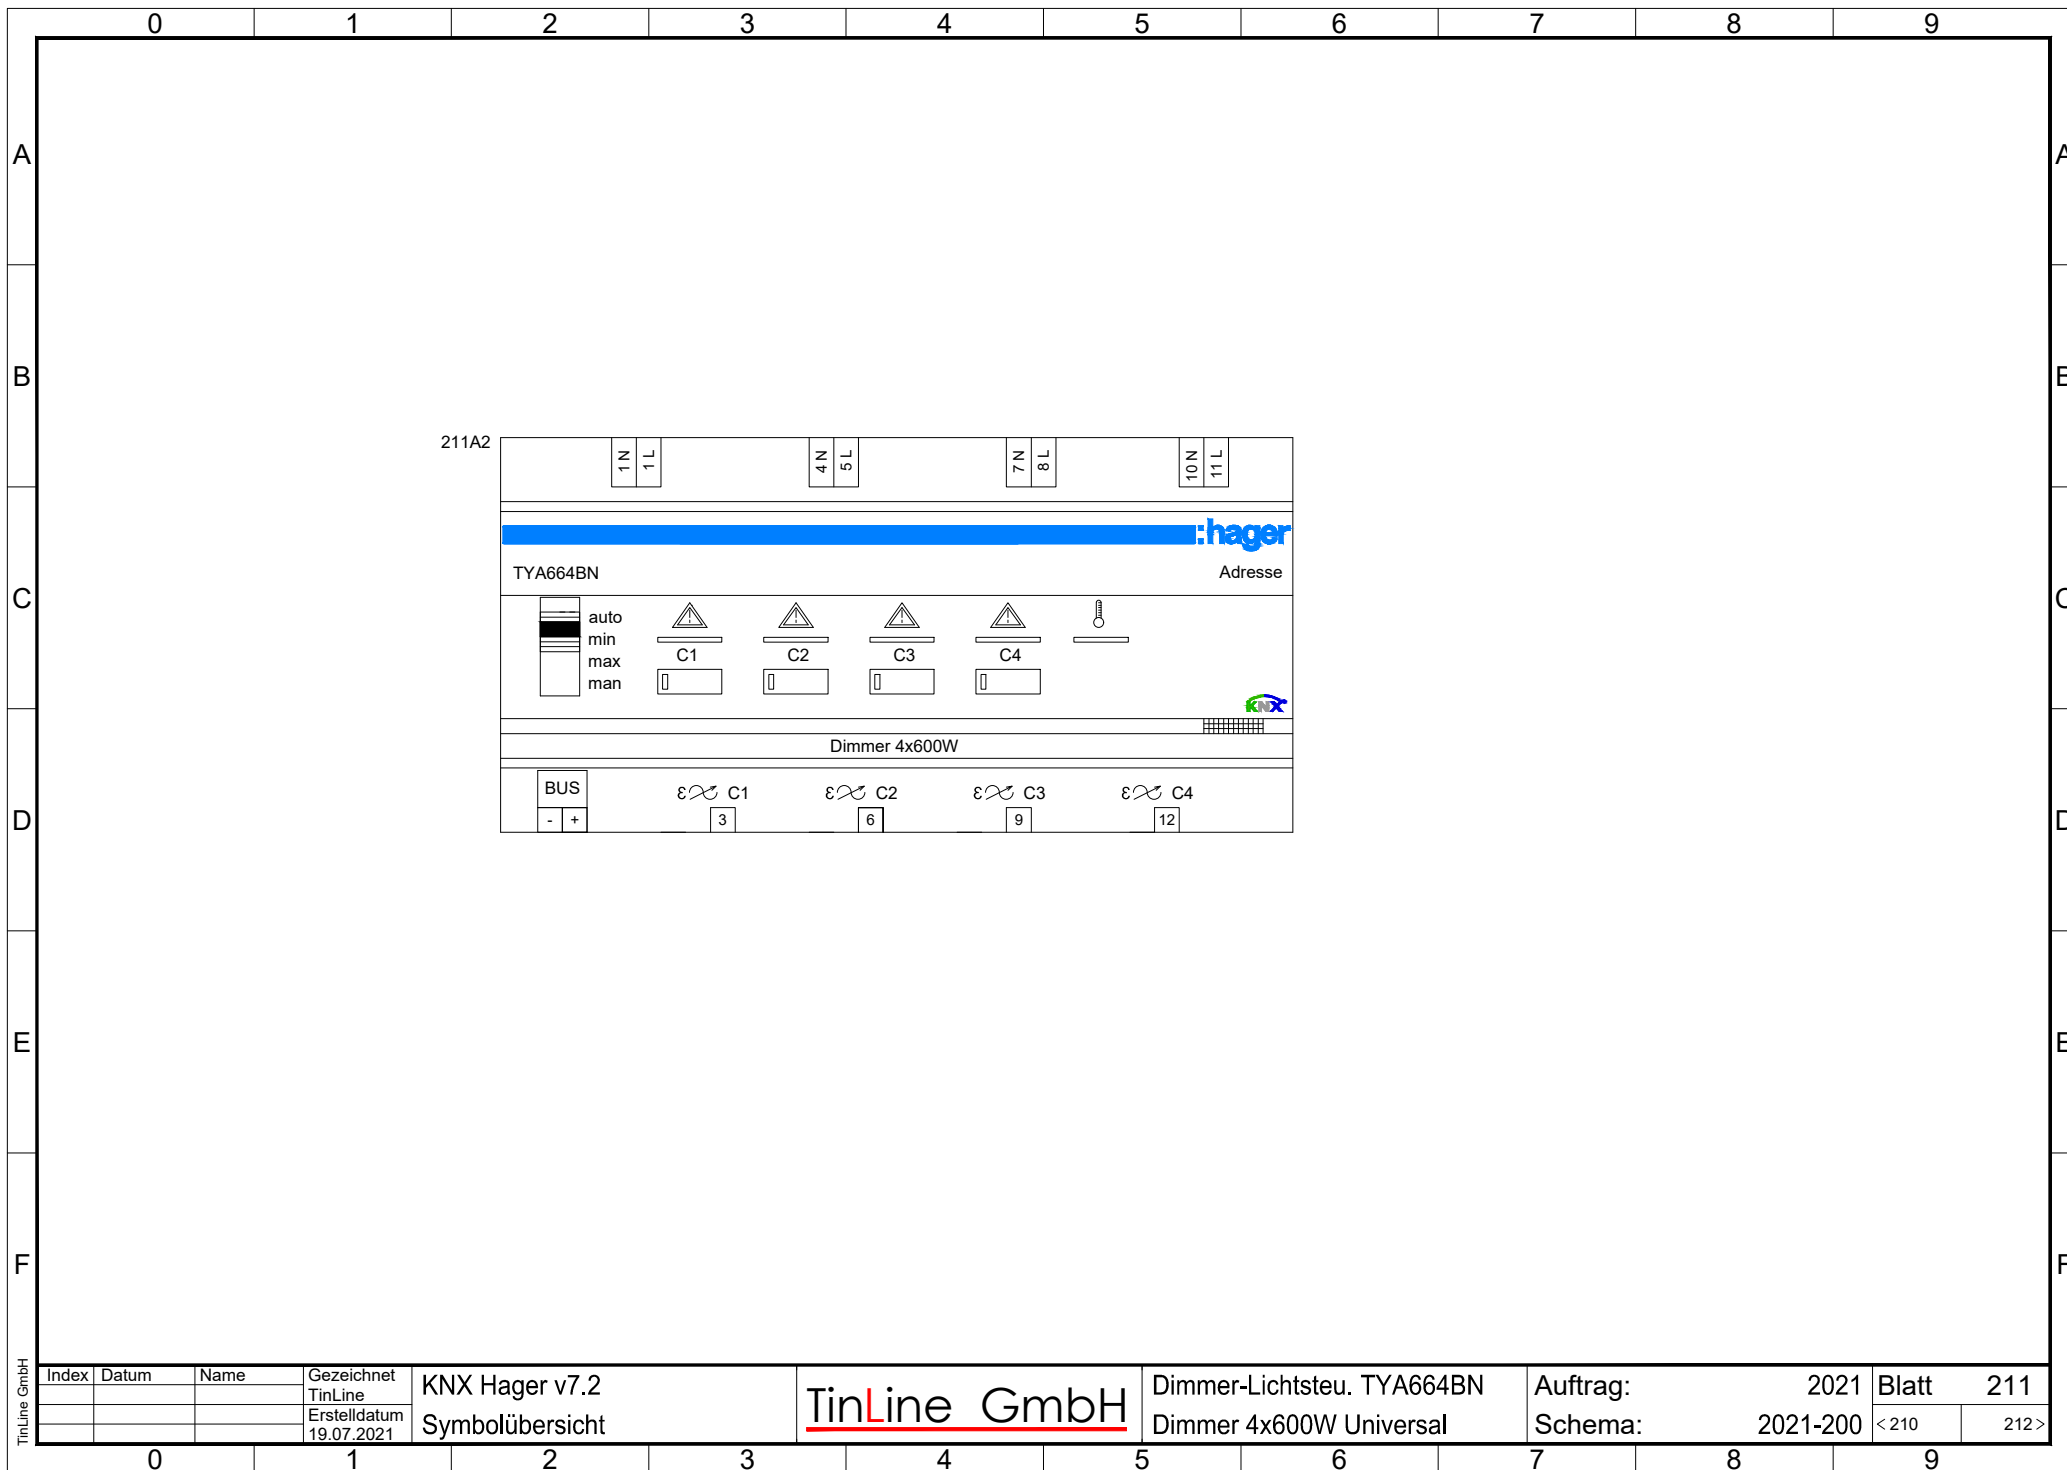 0 1 2 3 4 5 6 7 8 9
A A
B B
211A2
1 N 1 L 4 N 5 L 7 N 8 L 10 N 11 L
:hager
TYA664BN Adresse
C C
auto
min
max
man
C1 C2 C3 C4
KNX
Dimmer 4x600W
BUS
- +
C1 C2 C3 C4
3 6 9 12
D D
E E
F F
TinLine GmbH
Index Datum Name
Gezeichnet
TinLine
Erstelldatum
19.07.2021
KNX Hager v7.2
Symbolübersicht
TinLine GmbH
Dimmer-Lichtsteu. TYA664BN
Dimmer 4x600W Universal
Auftrag: 2021
Schema: 2021-200
Blatt 211
<210 212>
0 1 2 3 4 5 6 7 8 9